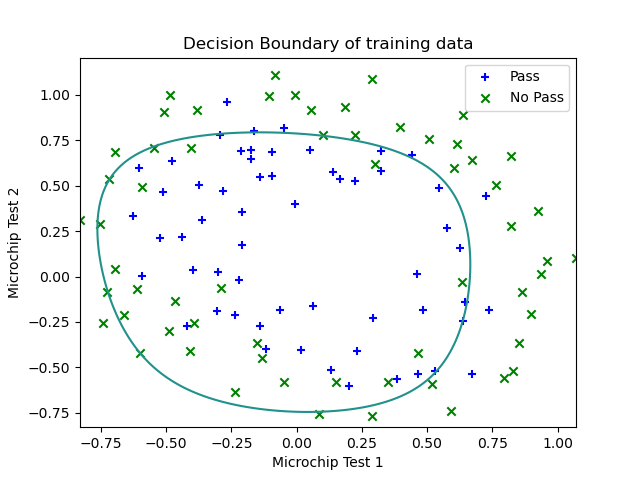 Decision Boundary of training data
Pass
No Pass
1.00
0.75
0.50
0.25
0.00
−0.25
−0.50
−0.75
Microchip Test 2
−0.75 −0.50 −0.25 0.00 0.25 0.50 0.75 1.00
Microchip Test 1